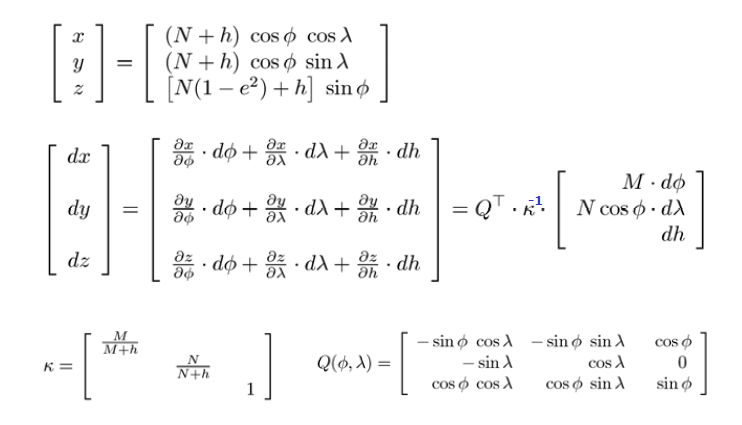 [ x y z ] = [ (N + h) cos ϕ cos λ
(N + h) cos ϕ sin λ
[N(1 − e²) + h] sin ϕ ]
[ dx dy dz ] = [ ∂x/∂ϕ · dϕ + ∂x/∂λ · dλ + ∂x/∂h · dh
∂y/∂ϕ · dϕ + ∂y/∂λ · dλ + ∂y/∂h · dh
∂z/∂ϕ · dϕ + ∂z/∂λ · dλ + ∂z/∂h · dh ] = Q⊤ · κ⁻¹ · [ M · dϕ
N cos ϕ · dλ
dh ]
κ = [ M/(M+h)
N/(N+h)
1 ]
Q(ϕ, λ) = [ − sin ϕ cos λ − sin ϕ sin λ cos ϕ
− sin λ cos λ 0
cos ϕ cos λ cos ϕ sin λ sin ϕ ]